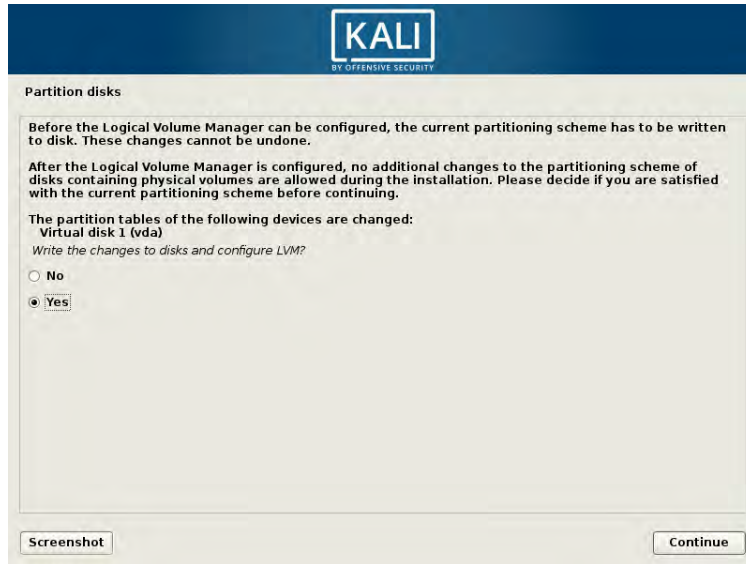 KALI
BY OFFENSIVE SECURITY
Partition disks
Before the Logical Volume Manager can be configured, the current partitioning scheme has to be written
to disk. These changes cannot be undone.
After the Logical Volume Manager is configured, no additional changes to the partitioning scheme of
disks containing physical volumes are allowed during the installation. Please decide if you are satisfied
with the current partitioning scheme before continuing.
The partition tables of the following devices are changed:
Virtual disk 1 (vda)
Write the changes to disks and configure LVM?
No
Yes
Screenshot
Continue